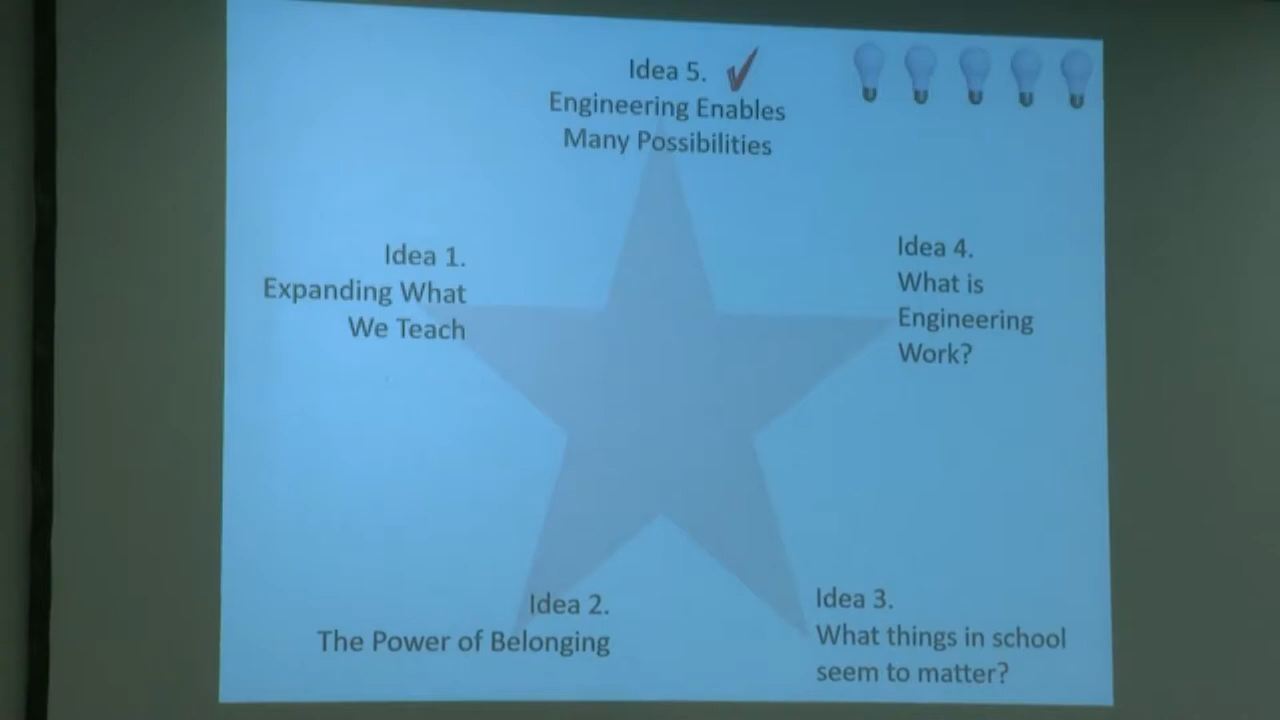 Idea 5.
Engineering Enables
Many Possibilities
Idea 1.
Expanding What
We Teach
Idea 4.
What is
Engineering
Work?
Idea 2.
The Power of Belonging
Idea 3.
What things in school
seem to matter?